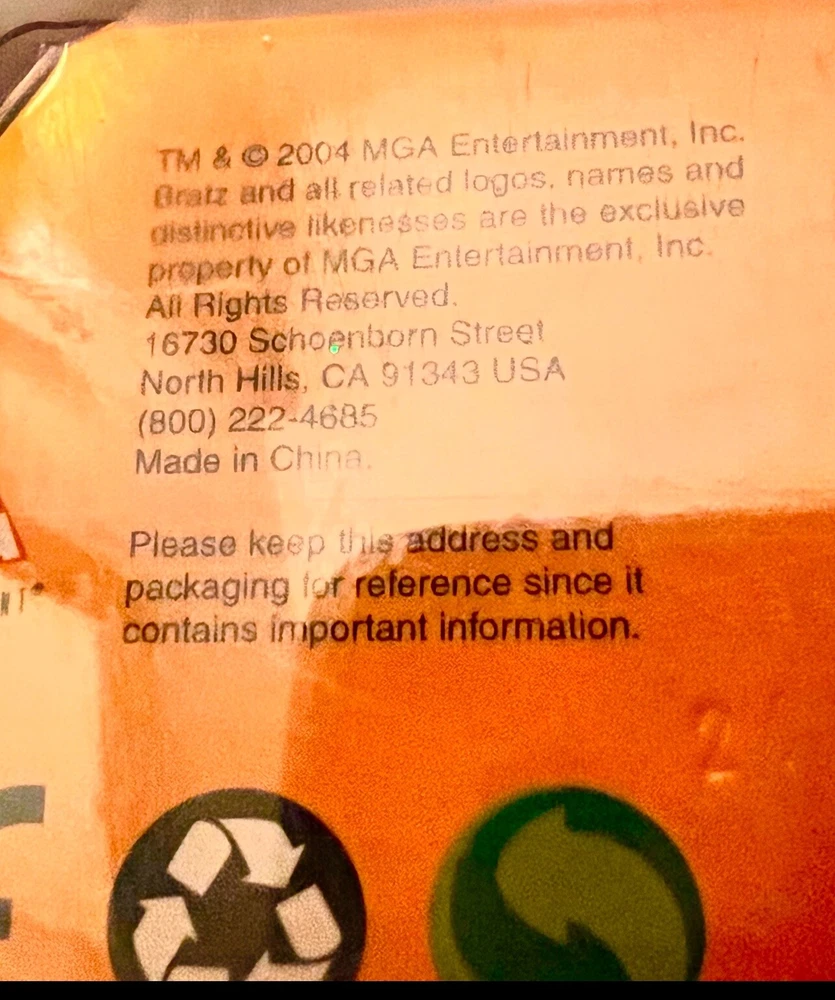 TM & © 2004 MGA Entertainment, Inc.
Bratz and all related logos, names and
distinctive likenesses are the exclusive
property of MGA Entertainment, Inc.
All Rights Reserved.
16730 Schoenborn Street
North Hills, CA 91343 USA
(800) 222-4685
Made in China.
Please keep this address and
packaging for reference since it
contains important information.
2